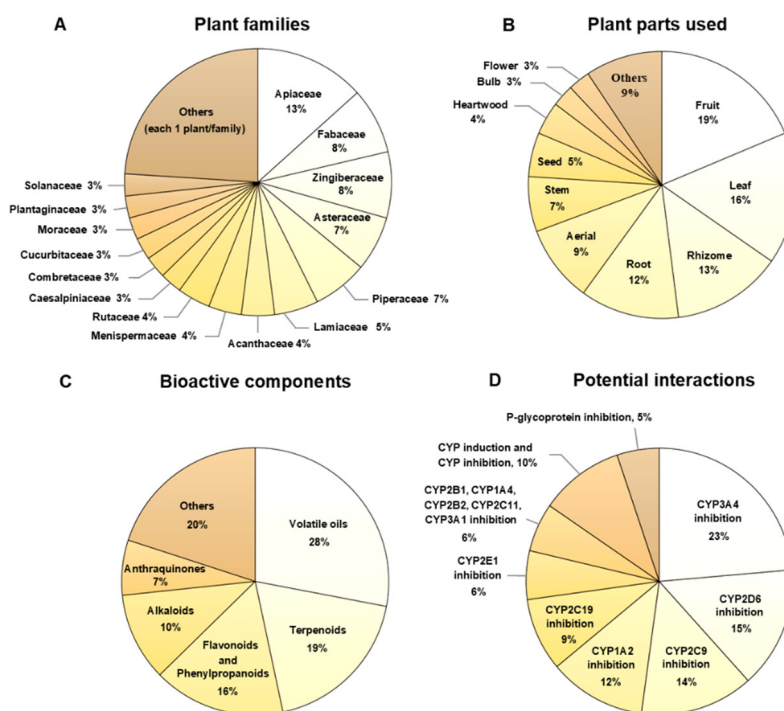 A Plant families
Others
(each 1 plant/family)
Apiaceae
13%
Fabaceae
8%
Zingiberaceae
8%
Asteraceae
7%
Piperaceae 7%
Lamiaceae 5%
Acanthaceae 4%
Menispermaceae 4%
Rutaceae 4%
Caesalpiniaceae 3%
Combretaceae 3%
Cucurbitaceae 3%
Moraceae 3%
Plantaginaceae 3%
Solanaceae 3%
B Plant parts used
Others
9%
Fruit
19%
Leaf
16%
Rhizome
13%
Root
12%
Aerial
9%
Stem
7%
Seed 5%
Heartwood
4%
Bulb 3%
Flower 3%
C Bioactive components
Others
20%
Volatile oils
28%
Terpenoids
19%
Flavonoids
and
Phenylpropanoids
16%
Alkaloids
10%
Anthraquinones
7%
D Potential interactions
P-glycoprotein inhibition, 5%
CYP3A4
inhibition
23%
CYP2D6
inhibition
15%
CYP2C9
inhibition
14%
CYP1A2
inhibition
12%
CYP2C19
inhibition
9%
CYP2E1
inhibition
6%
CYP2B1, CYP1A4,
CYP2B2, CYP2C11,
CYP3A1 inhibition
6%
CYP induction and
CYP inhibition, 10%